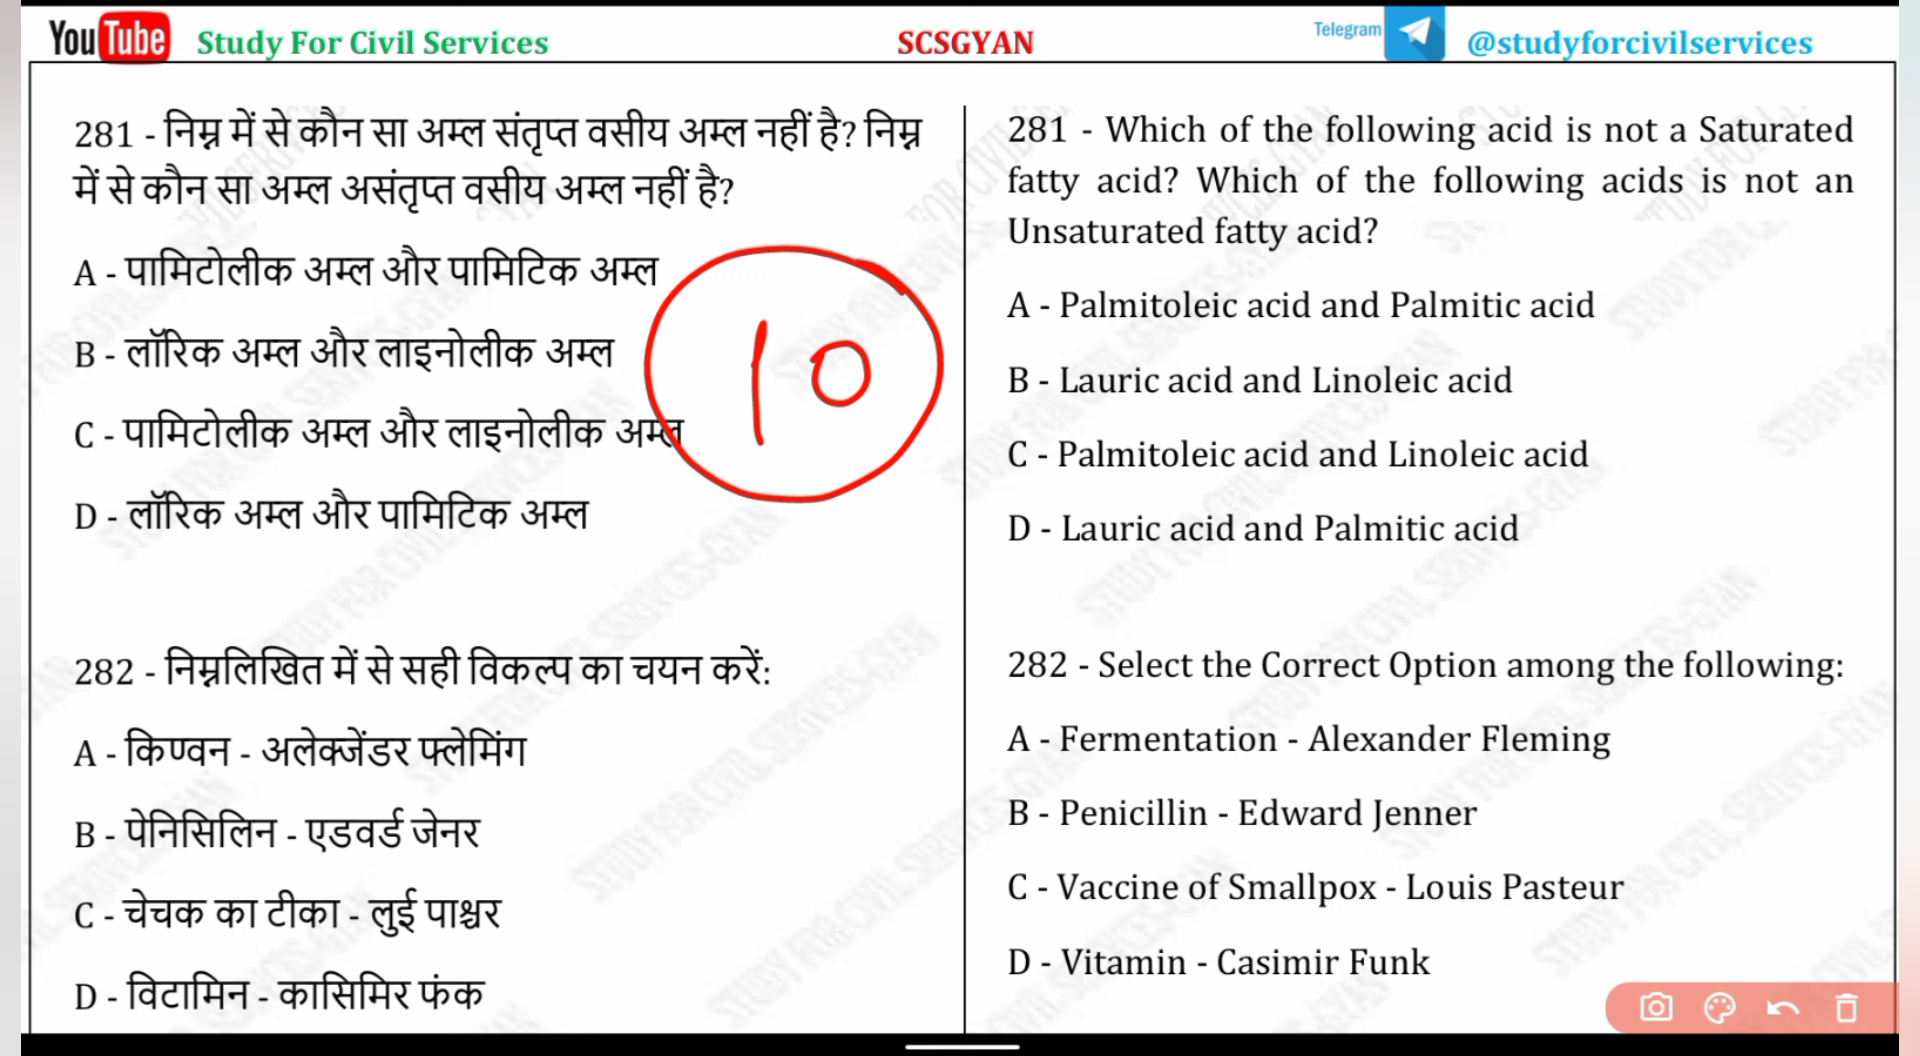 YouTube Study For Civil Services SCSGYAN Telegram @studyforcivilservices
281 - निम्न में से कौन सा अम्ल संतृप्त वसीय अम्ल नहीं है? निम्न
में से कौन सा अम्ल असंतृप्त वसीय अम्ल नहीं है?
A - पामिटोलीक अम्ल और पामिटिक अम्ल
B - लॉरिक अम्ल और लाइनोलीक अम्ल
C - पामिटोलीक अम्ल और लाइनोलीक अम्ल
D - लॉरिक अम्ल और पामिटिक अम्ल
10
282 - निम्नलिखित में से सही विकल्प का चयन करें:
A - किण्वन - अलेक्जेंडर फ्लेमिंग
B - पेनिसिलिन - एडवर्ड जेनर
C - चेचक का टीका - लुई पाश्चर
D - विटामिन - कासिमिर फंक
281 - Which of the following acid is not a Saturated
fatty acid? Which of the following acids is not an
Unsaturated fatty acid?
A - Palmitoleic acid and Palmitic acid
B - Lauric acid and Linoleic acid
C - Palmitoleic acid and Linoleic acid
D - Lauric acid and Palmitic acid
282 - Select the Correct Option among the following:
A - Fermentation - Alexander Fleming
B - Penicillin - Edward Jenner
C - Vaccine of Smallpox - Louis Pasteur
D - Vitamin - Casimir Funk